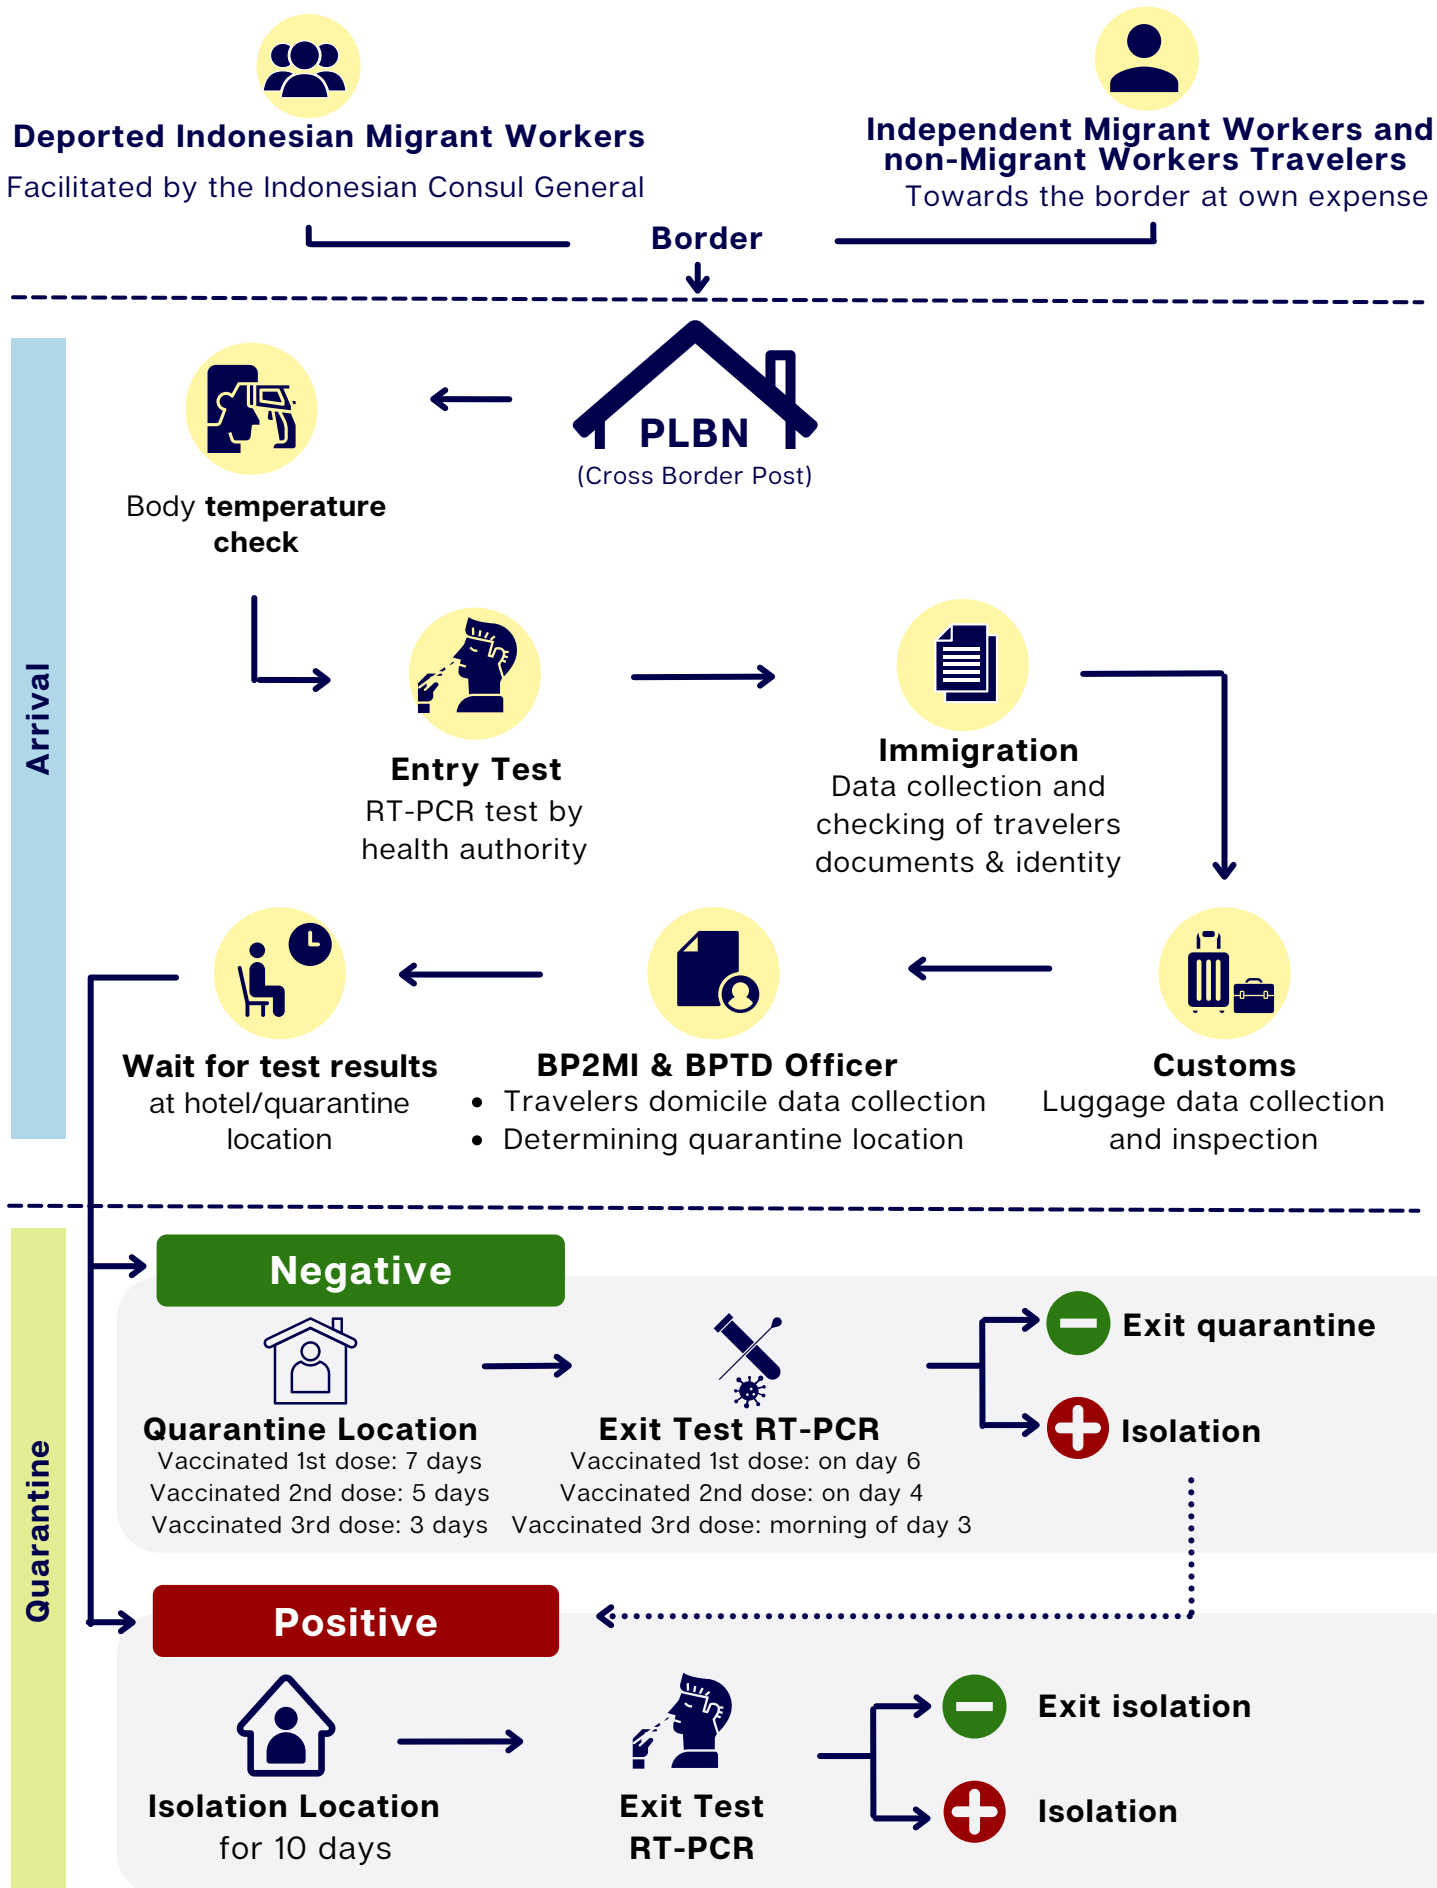 Deported Indonesian Migrant Workers
Facilitated by the Indonesian Consul General
Independent Migrant Workers and
non-Migrant Workers Travelers
Towards the border at own expense
Border
Arrival
PLBN
(Cross Border Post)
Body temperature
check
Entry Test
RT-PCR test by
health authority
Immigration
Data collection and
checking of travelers
documents & identity
Customs
Luggage data collection
and inspection
BP2MI & BPTD Officer
• Travelers domicile data collection
• Determining quarantine location
Wait for test results
at hotel/quarantine
location
Quarantine
Negative
Quarantine Location
Vaccinated 1st dose: 7 days
Vaccinated 2nd dose: 5 days
Vaccinated 3rd dose: 3 days
Exit Test RT-PCR
Vaccinated 1st dose: on day 6
Vaccinated 2nd dose: on day 4
Vaccinated 3rd dose: morning of day 3
Exit quarantine
Isolation
Positive
Isolation Location
for 10 days
Exit Test
RT-PCR
Exit isolation
Isolation